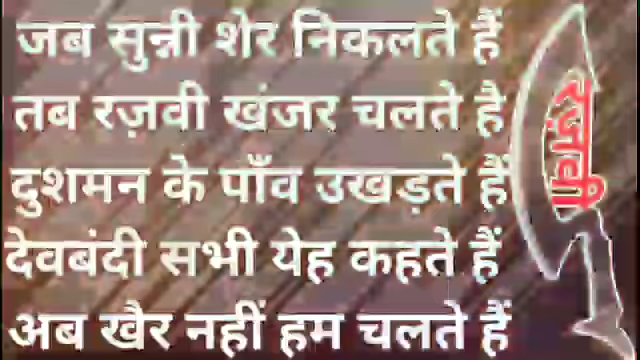 जब सुन्नी शेर निकलते हैं
तब रज़वी खंजर चलते है
दुशमन के पाँव उखड़ते हैं
देवबंदी सभी येह कहते हैं
अब खैर नहीं हम चलते हैं
रज़वी